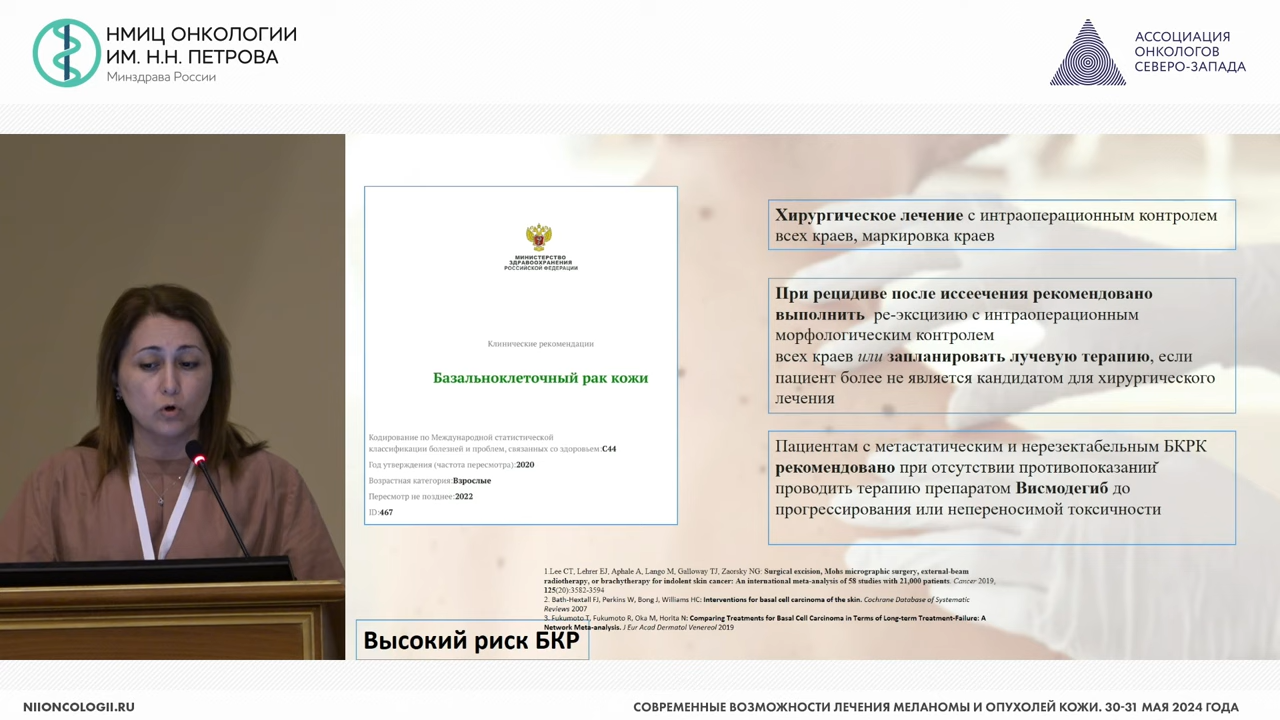 НМИЦ ОНКОЛОГИИ
ИМ. Н.Н. ПЕТРОВА
Минздрава России
АССОЦИАЦИЯ
ОНКОЛОГОВ
СЕВЕРО-ЗАПАДА
МИНИСТЕРСТВО
ЗДРАВООХРАНЕНИЯ
РОССИЙСКОЙ ФЕДЕРАЦИИ
Клинические рекомендации
Базальноклеточный рак кожи
Кодирование по Международной статистической
классификации болезней и проблем, связанных со здоровьем:C44
Год утверждения (частота пересмотра):2020
Возрастная категория:Взрослые
Пересмотр не позднее:2022
ID:467
Хирургическое лечение с интраоперационным контролем
всех краев, маркировка краев
При рецидиве после иссеечения рекомендовано
выполнить ре-эксцизию с интраоперационным
морфологическим контролем
всех краев или запланировать лучевую терапию, если
пациент более не является кандидатом для хирургического
лечения
Пациентам с метастатическим и нерезектабельным БКРК
рекомендовано при отсутствии противопоказаний
проводить терапию препаратом Висмодегиб до
прогрессирования или непереносимой токсичности
1.Lee CT, Lehrer EJ, Aphale A, Lango M, Galloway TJ, Zaorsky NG: Surgical excision, Mohs micrographic surgery, external-beam
radiotherapy, or brachytherapy for indolent skin cancer: An international meta-analysis of 58 studies with 21,000 patients. Cancer 2019,
125(20):3582-3594
2. Bath-Hextall FJ, Perkins W, Bong J, Williams HC: Interventions for basal cell carcinoma of the skin. Cochrane Database of Systematic
Reviews 2007
3. Fukumoto T, Fukumoto R, Oka M, Horita N: Comparing Treatments for Basal Cell Carcinoma in Terms of Long-term Treatment-Failure: A
Network Meta-analysis. J Eur Acad Dermatol Venereol 2019
Высокий риск БКР
NIIONCOLOGII.RU
СОВРЕМЕННЫЕ ВОЗМОЖНОСТИ ЛЕЧЕНИЯ МЕЛАНОМЫ И ОПУХОЛЕЙ КОЖИ. 30-31 МАЯ 2024 ГОДА